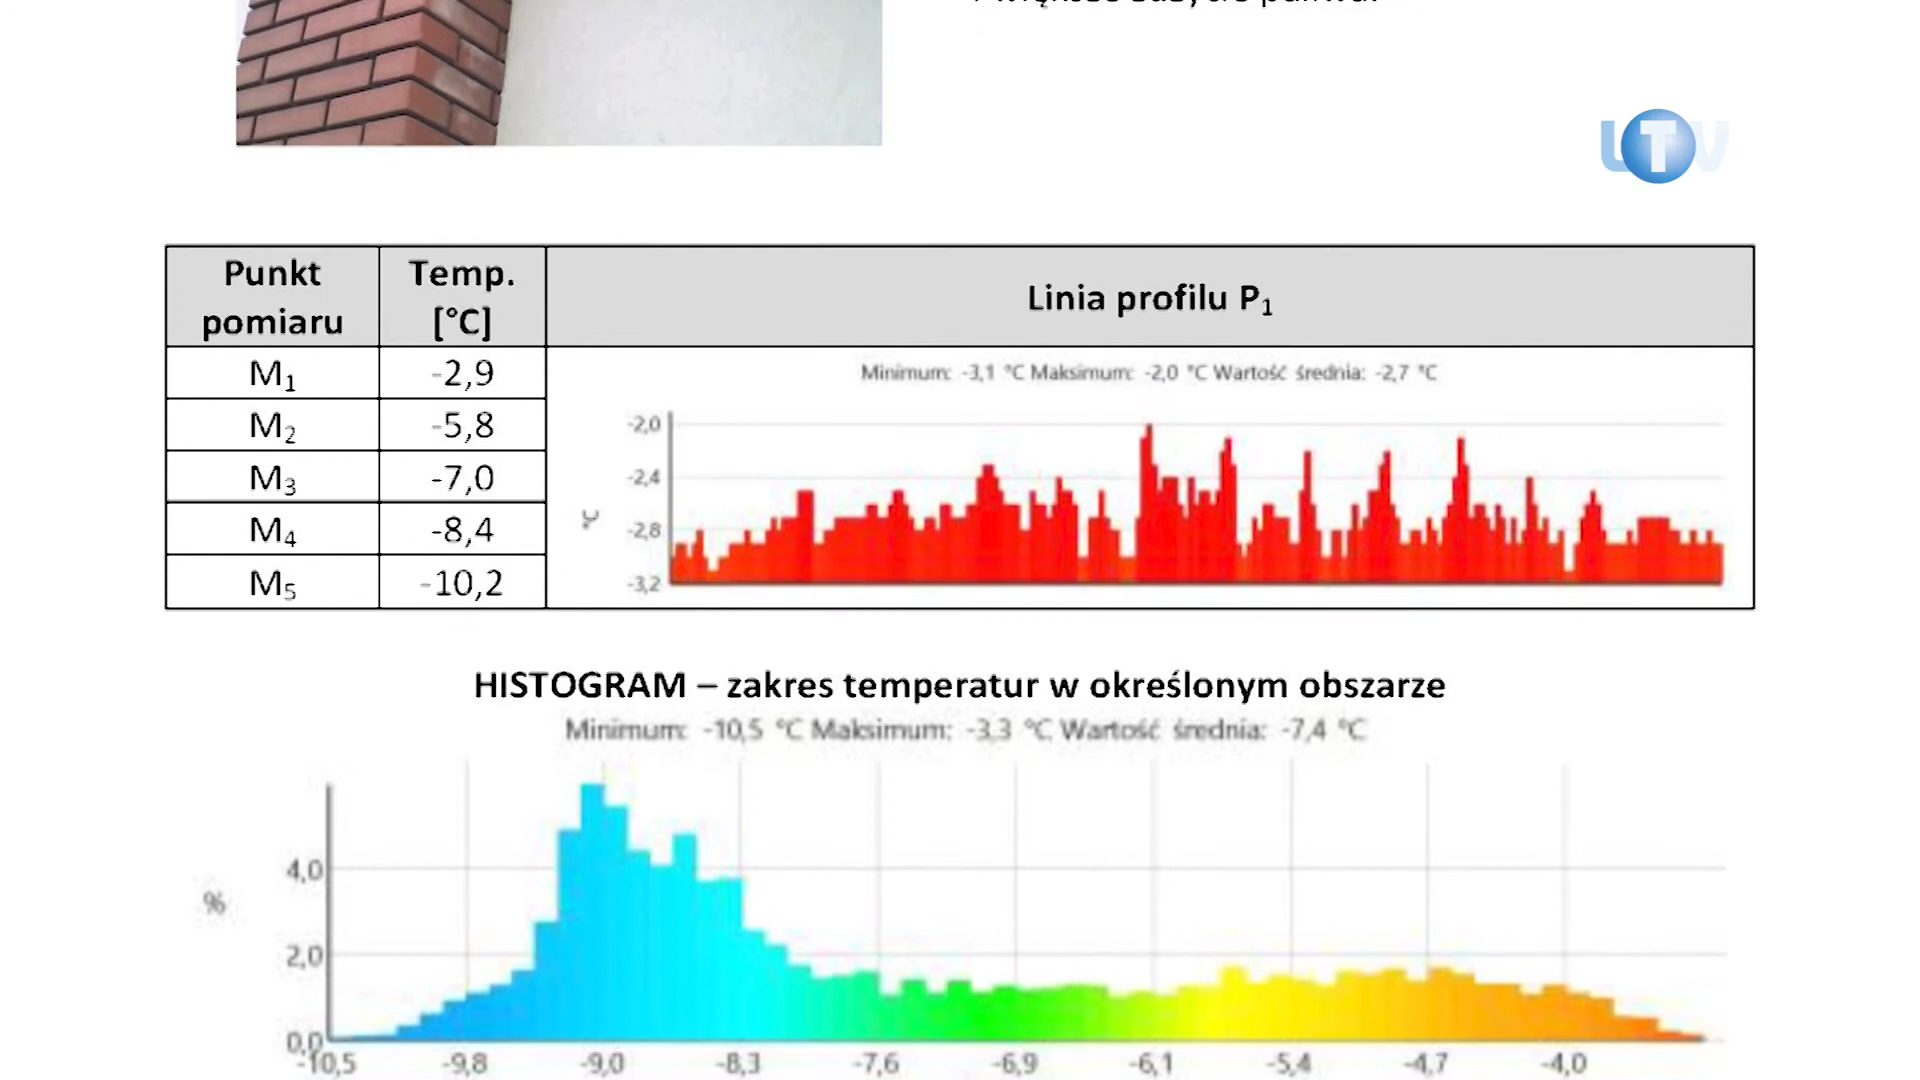 LTV
Punkt pomiaru
Temp. [°C]
Linia profilu P₁
M₁ -2,9
M₂ -5,8
M₃ -7,0
M₄ -8,4
M₅ -10,2
Minimum: -3,1 °C Maksimum: -2,0 °C Wartość średnia: -2,7 °C
-2,0
-2,4
-2,8
-3,2
°C
HISTOGRAM – zakres temperatur w określonym obszarze
Minimum: -10,5 °C Maksimum: -3,3 °C Wartość średnia: -7,4 °C
4,0
%
2,0
0,0
-10,5 -9,8 -9,0 -8,3 -7,6 -6,9 -6,1 -5,4 -4,7 -4,0